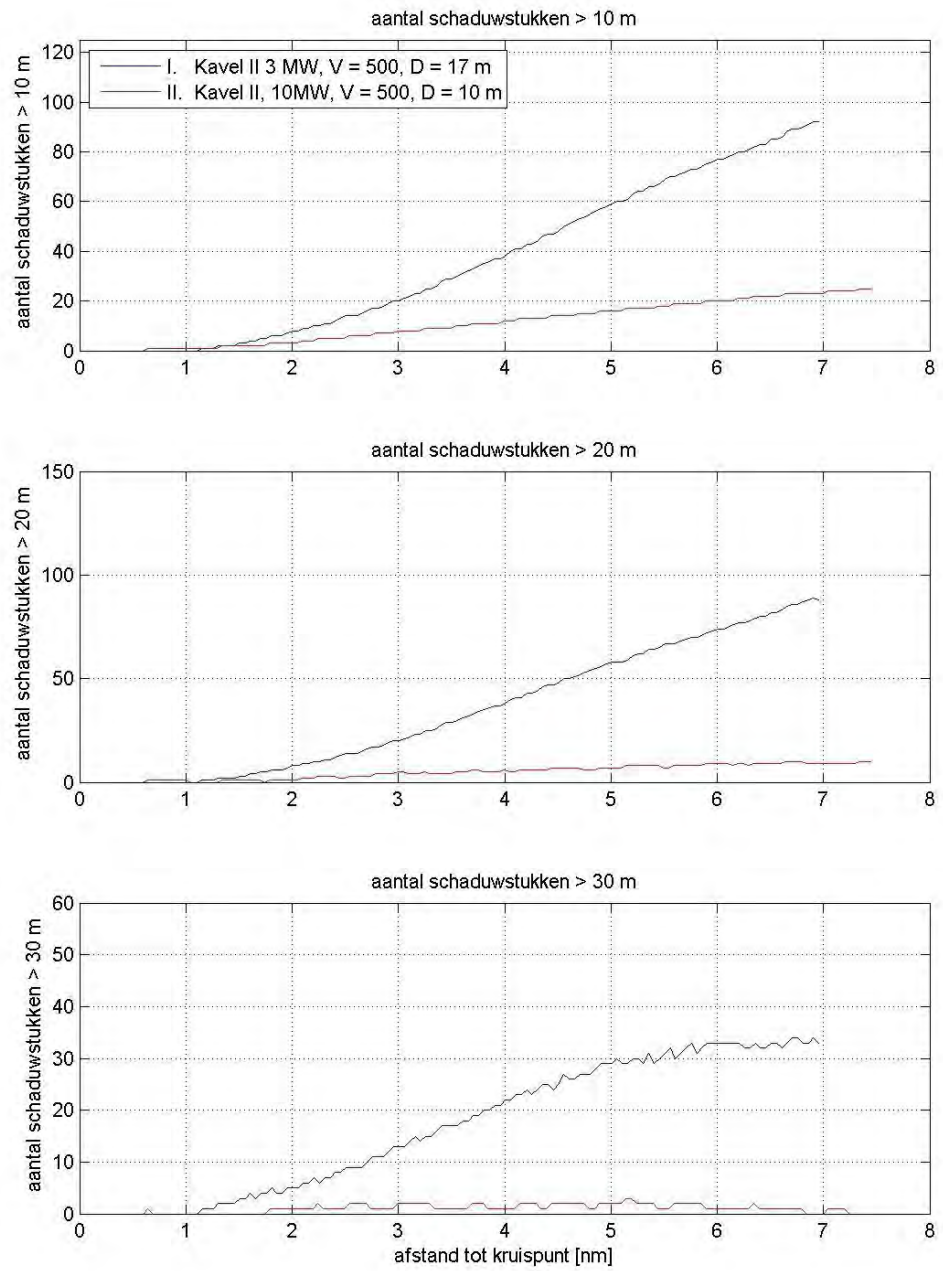 aantal schaduwstukken > 10 m
aantal schaduwstukken > 10 m
120
100
80
60
40
20
0
I. Kavel II 3 MW, V = 500, D = 17 m
II. Kavel II, 10MW, V = 500, D = 10 m
0 1 2 3 4 5 6 7 8
aantal schaduwstukken > 20 m
aantal schaduwstukken > 20 m
150
100
50
0
0 1 2 3 4 5 6 7 8
aantal schaduwstukken > 30 m
aantal schaduwstukken > 30 m
60
50
40
30
20
10
0
0 1 2 3 4 5 6 7 8
afstand tot kruispunt [nm]